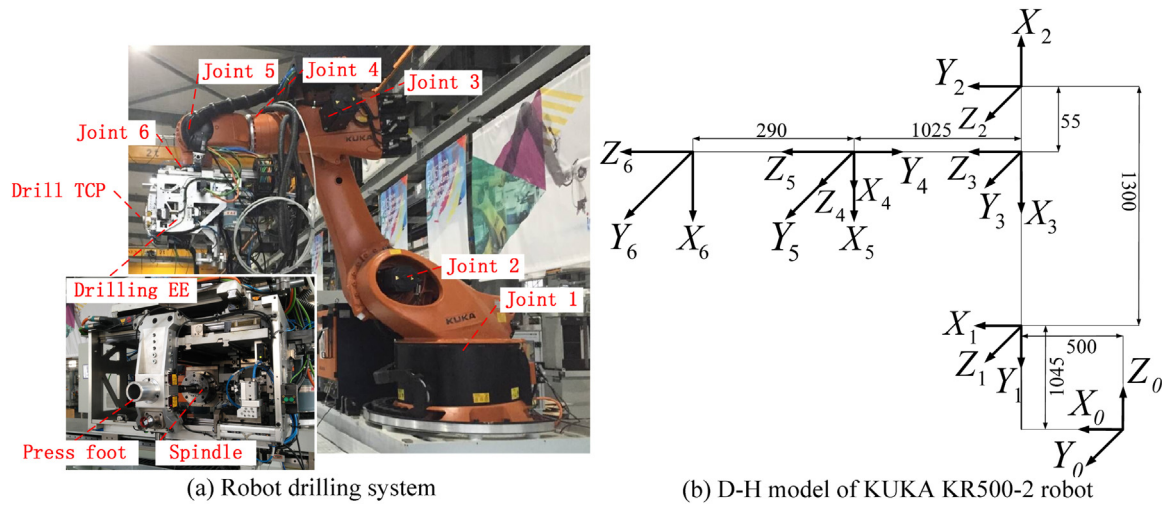 Joint 5
Joint 4
Joint 3
Joint 6
KUKA
Drill TCP
Joint 2
Drilling EE
Joint 1
KUKA
Press foot
Spindle
(a) Robot drilling system
X2
Y2
Z2
55
290
1025
Z6
Z5
Y4
Z3
Z4
X4
Y6
X6
Y5
X5
Y3
X3
1300
X1
Z1
Y1
1045
500
Z0
X0
Y0
(b) D-H model of KUKA KR500-2 robot